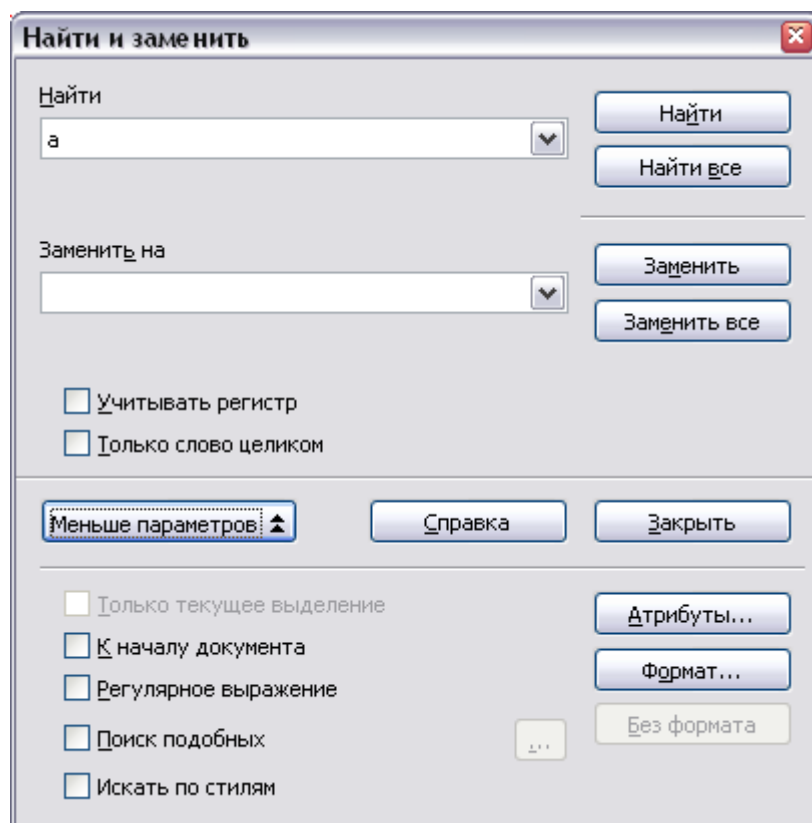 Найти и заменить
Найти
Найти
а
Найти все
Заменить на
Заменить
Заменить все
Учитывать регистр
Только слово целиком
Меньше параметров
Справка
Закрыть
Только текущее выделение
Атрибуты...
К началу документа
Формат...
Регулярное выражение
Без формата
Поиск подобных
...
Искать по стилям